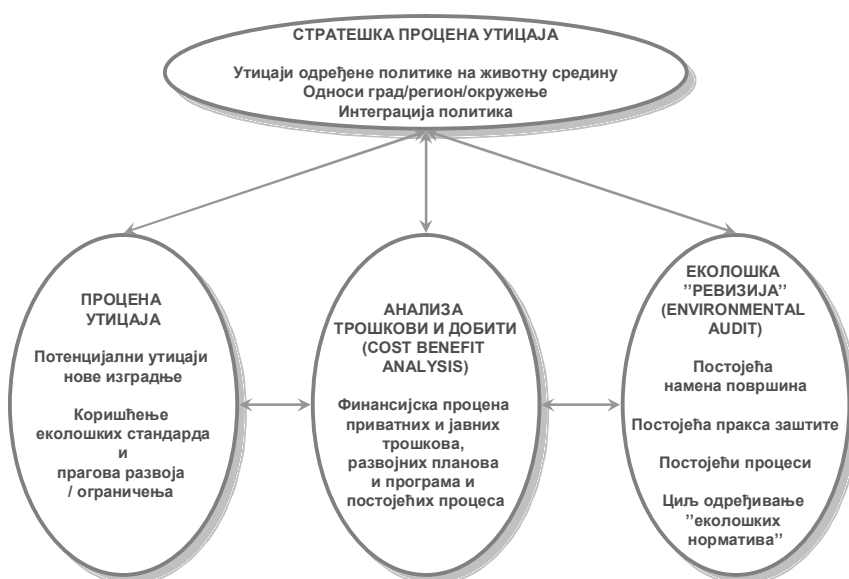 СТРАТЕШКА ПРОЦЕНА УТИЦАЈА
Утицаји одређене политике на животну средину
Односи град/регион/окружење
Интеграција политика
ПРОЦЕНА
УТИЦАЈА
Потенцијални утицаји
нове изградње
Коришћење
еколошких стандарда
и
прагова развоја
/ ограничења
АНАЛИЗА
ТРОШКОВИ И ДОБИТИ
(COST BENEFIT
ANALYSIS)
Финансијска процена
приватних и јавних
трошкова,
развојних планова
и програма и
постојећих процеса
ЕКОЛОШКА
”РЕВИЗИЈА”
(ENVIRONMENTAL
AUDIT)
Постојећа
намена површина
Постојећа пракса заштите
Постојећи процеси
Циљ одређивање
”еколошких
норматива”